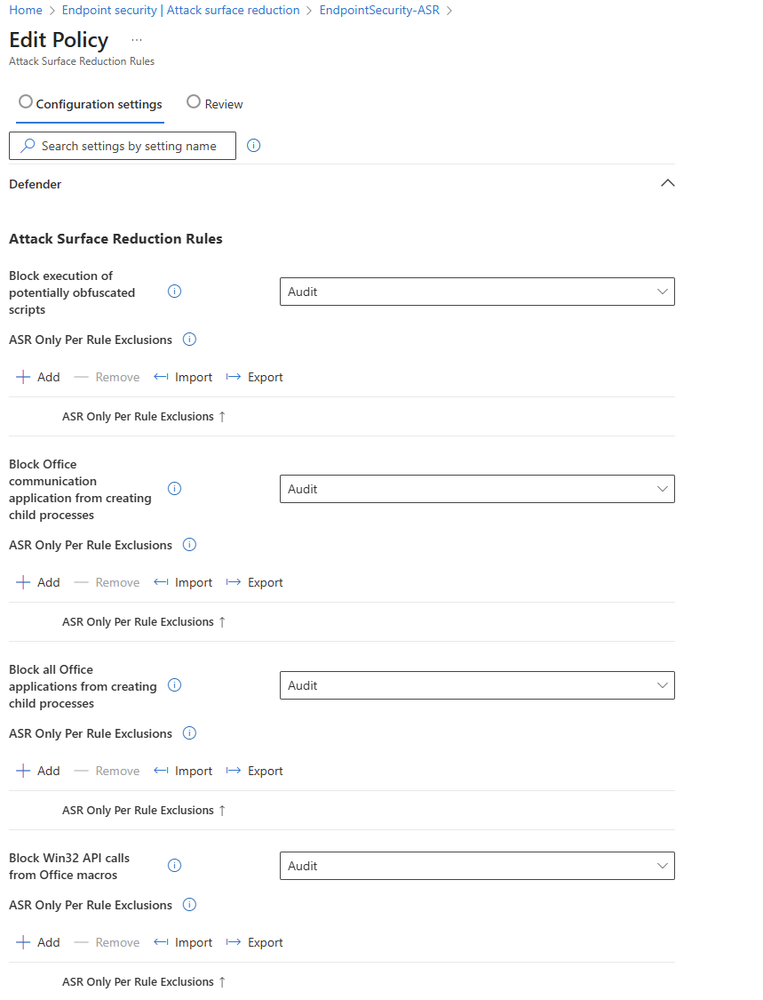 Home > Endpoint security | Attack surface reduction > EndpointSecurity-ASR >
Edit Policy ...
Attack Surface Reduction Rules
Configuration settings Review
Search settings by setting name
Defender
Attack Surface Reduction Rules
Block execution of
potentially obfuscated
scripts
Audit
ASR Only Per Rule Exclusions
Add Remove Import Export
ASR Only Per Rule Exclusions ↑
Block Office
communication
application from creating
child processes
Audit
ASR Only Per Rule Exclusions
Add Remove Import Export
ASR Only Per Rule Exclusions ↑
Block all Office
applications from creating
child processes
Audit
ASR Only Per Rule Exclusions
Add Remove Import Export
ASR Only Per Rule Exclusions ↑
Block Win32 API calls
from Office macros
Audit
ASR Only Per Rule Exclusions
Add Remove Import Export
ASR Only Per Rule Exclusions ↑